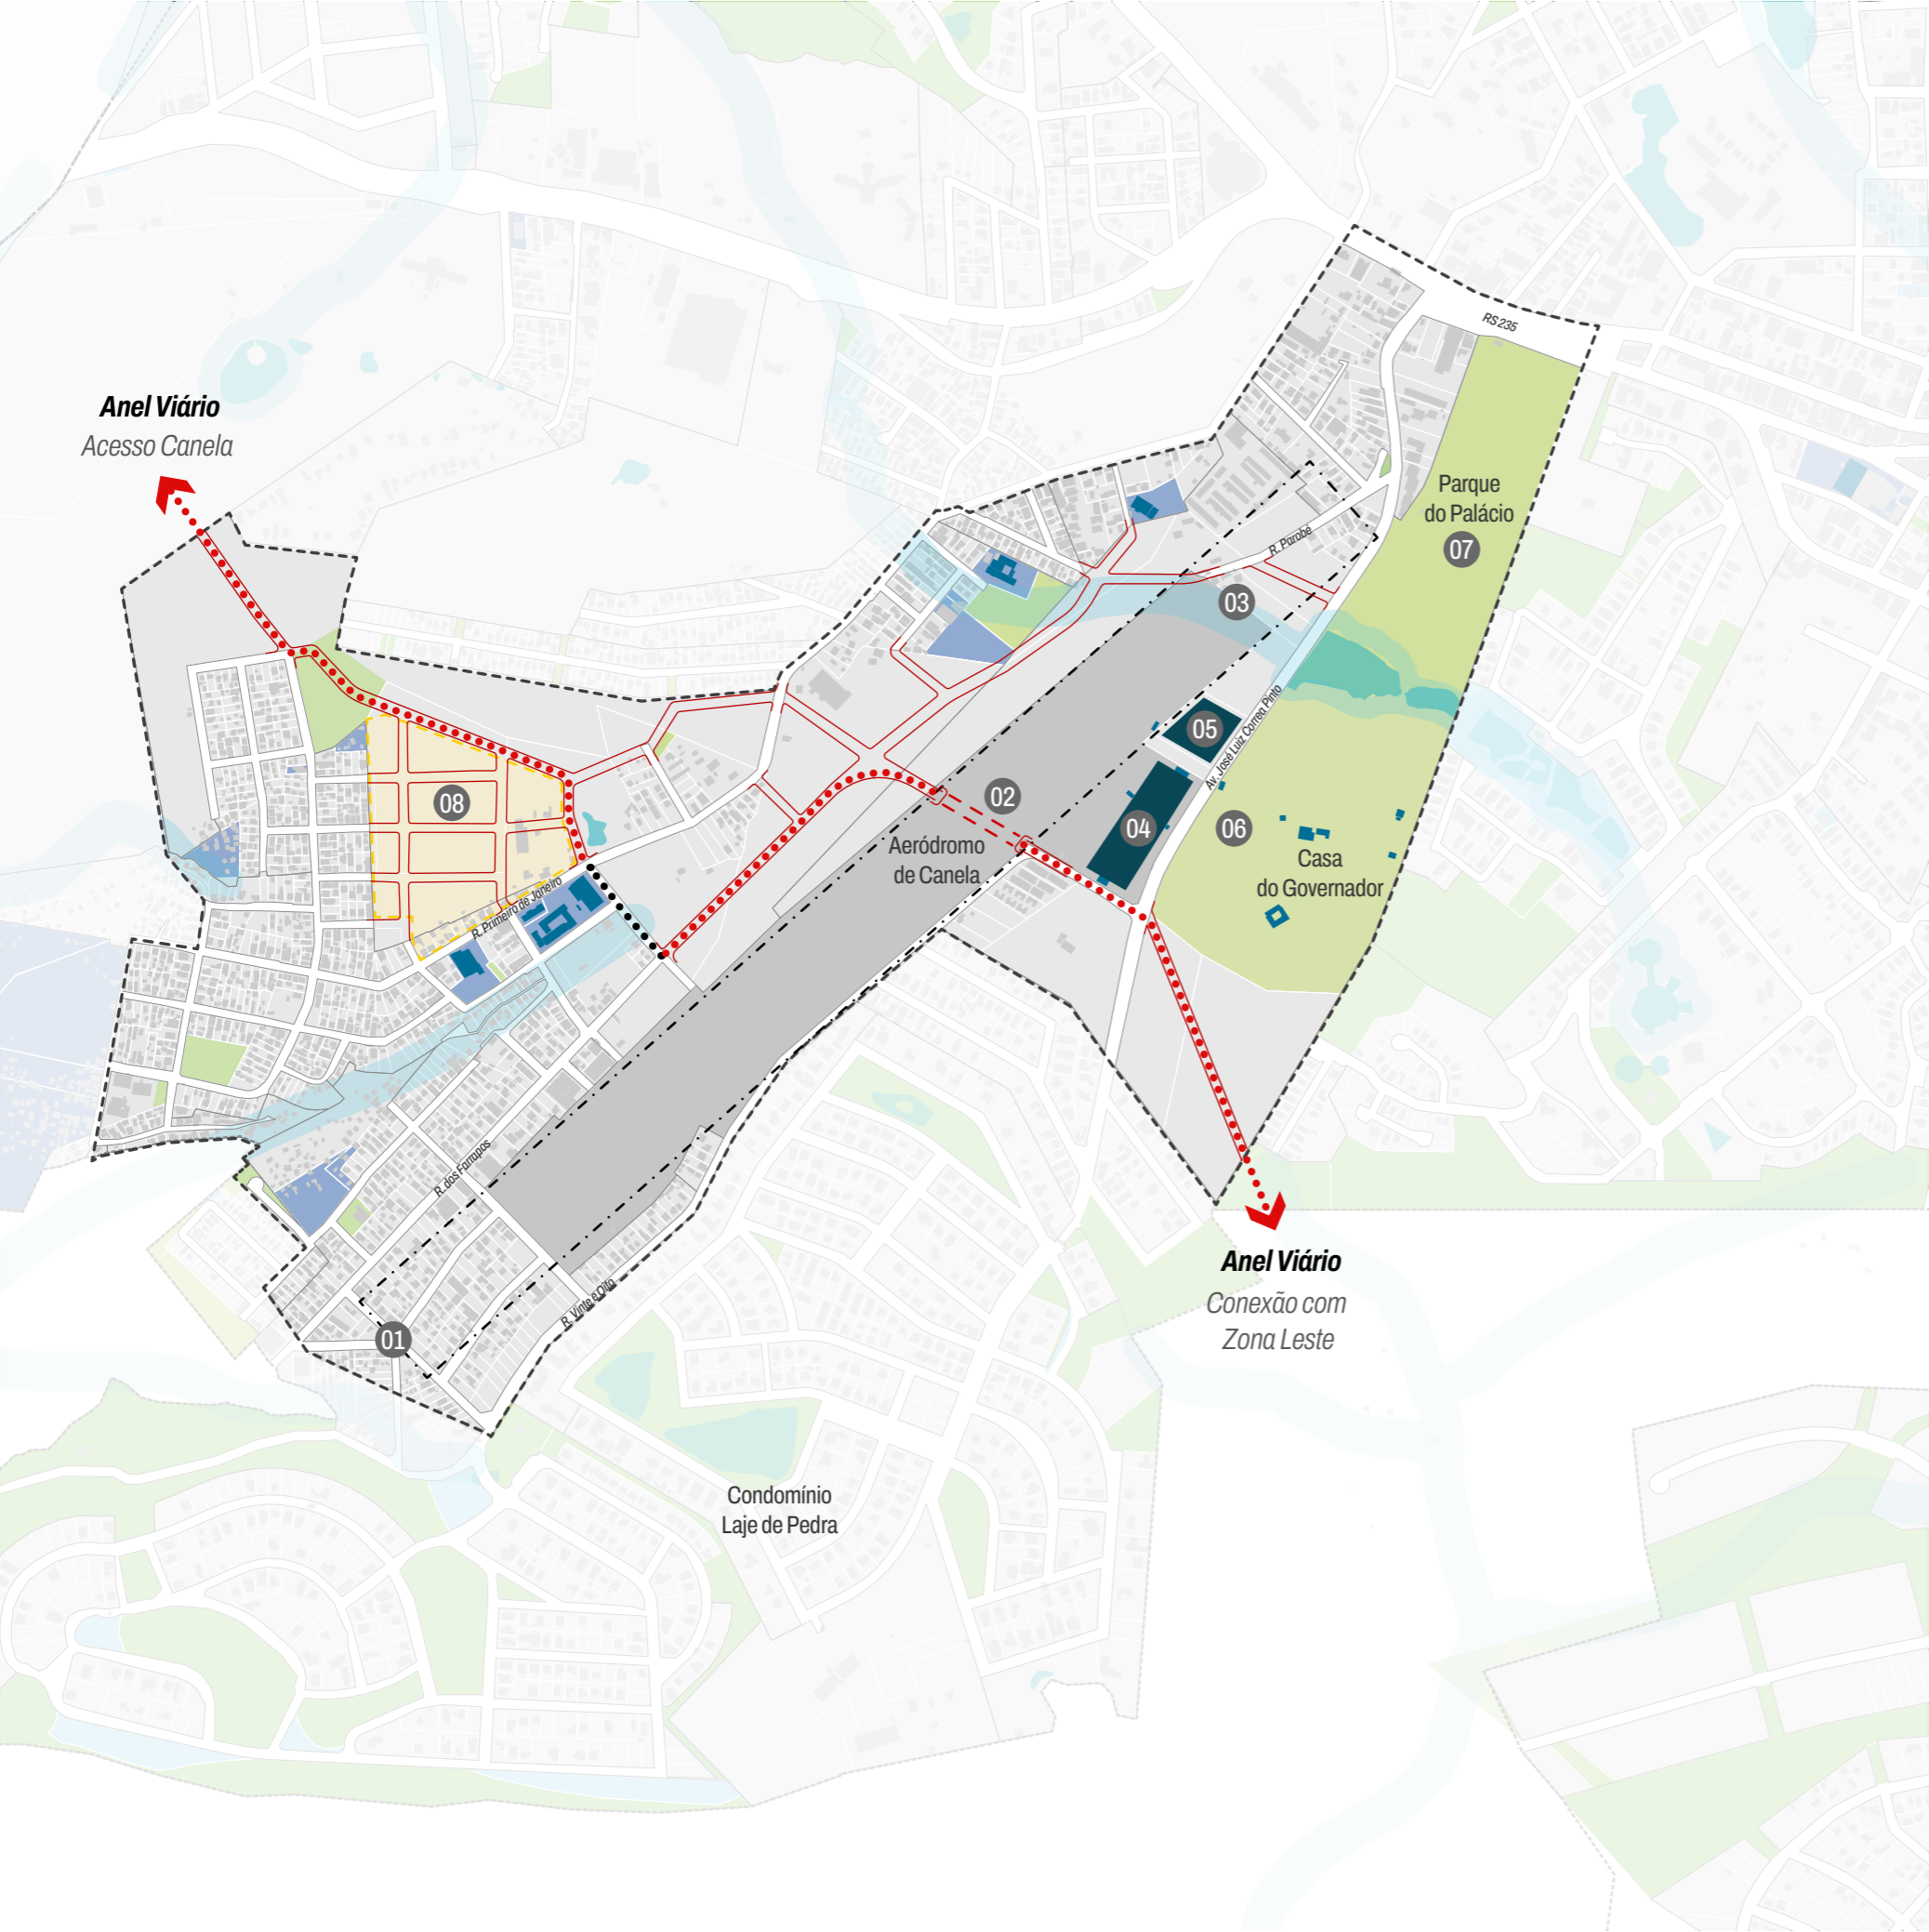 RS 235
Anel Viário
Acesso Canela
Parque
do Palácio
07
R. Parobé
03
05
Av. José Luiz Correa Pinto
02
08
04
06
Aeródromo
de Canela
Casa
do Governador
R. Primeiro de Janeiro
R. dos Farrapos
Anel Viário
Conexão com
Zona Leste
R. Vinte e Oito
01
Condomínio
Laje de Pedra